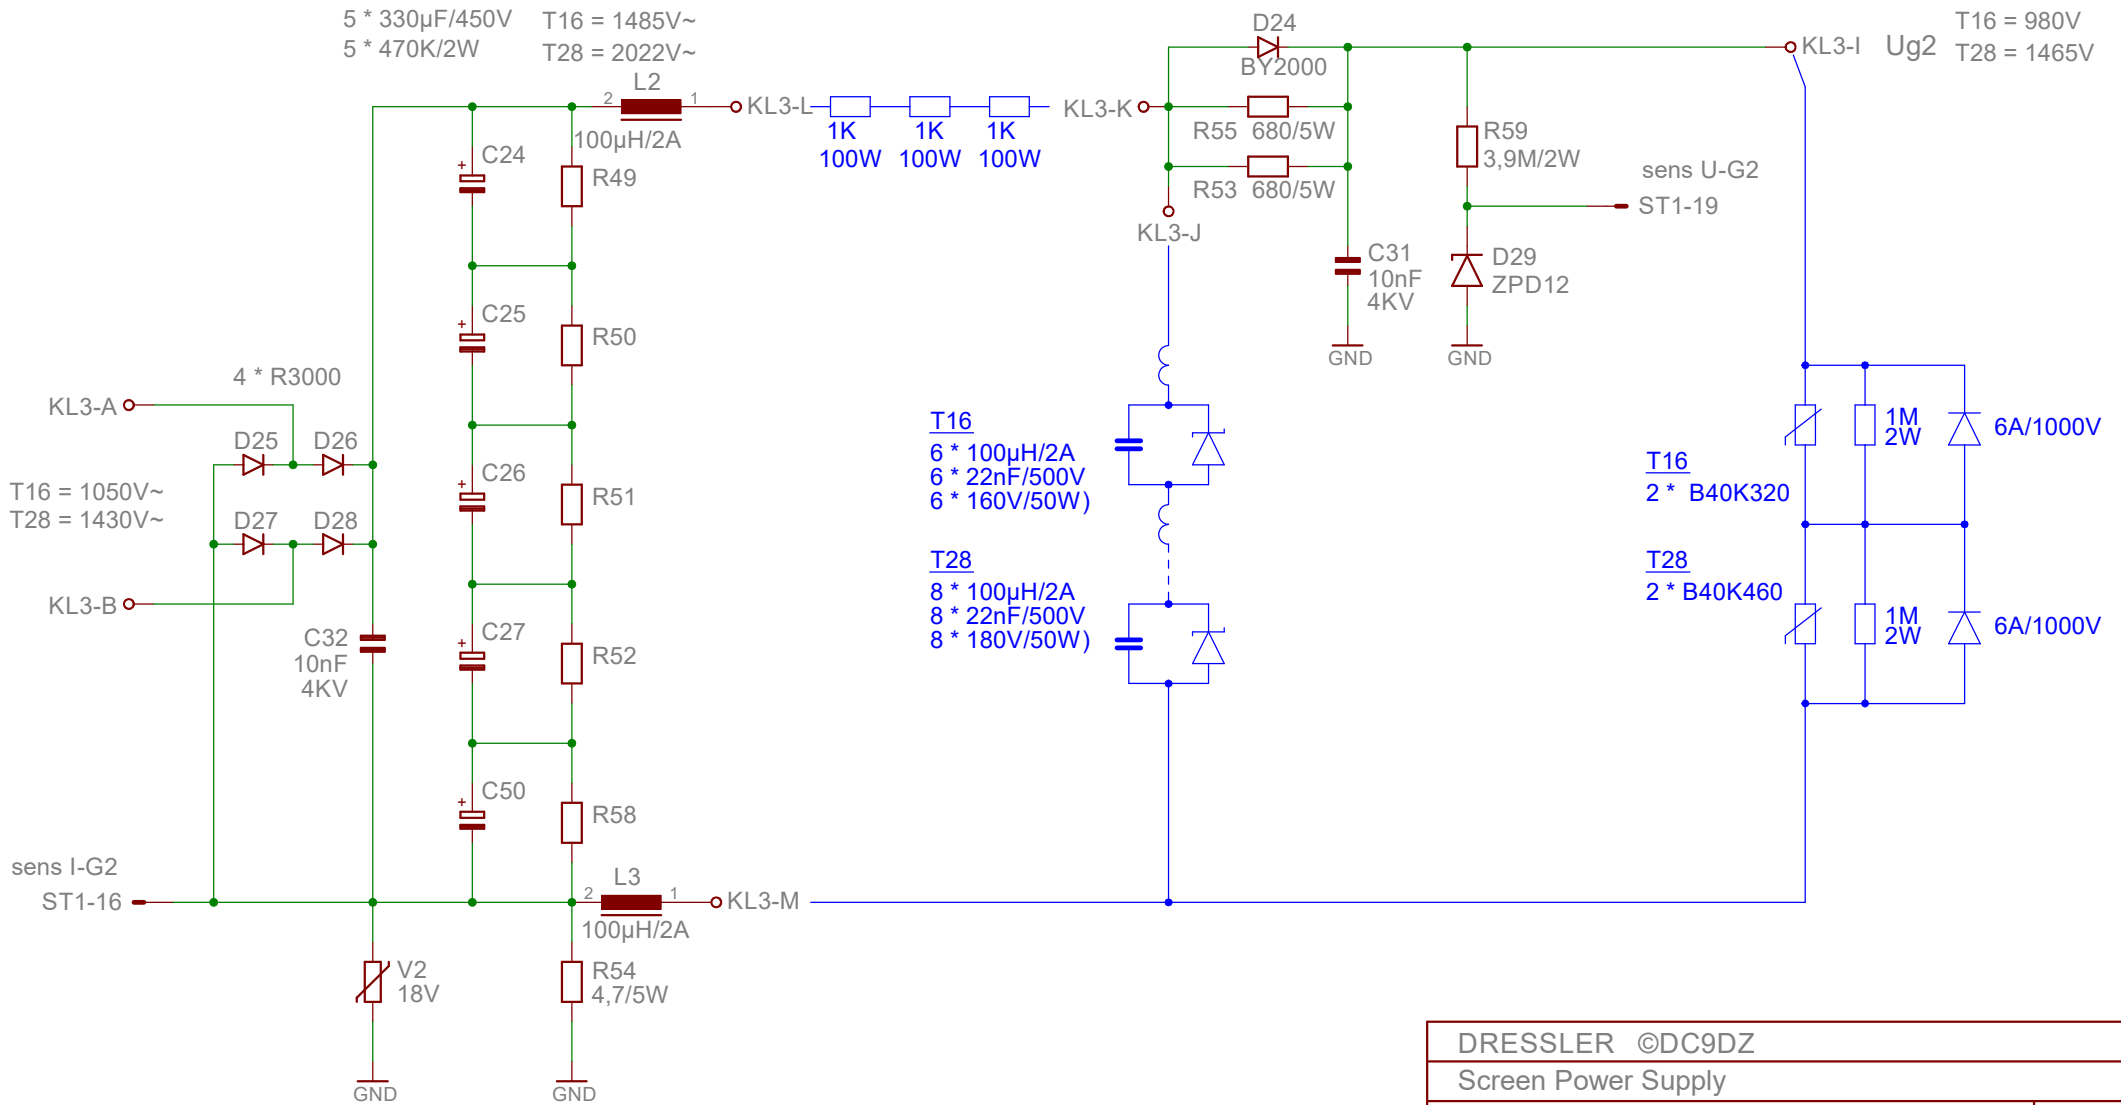 5 * 330µF/450V
5 * 470K/2W
T16 = 1485V~
T28 = 2022V~
L2
2
1
100µH/2A
KL3-L
1K
100W
1K
100W
1K
100W
KL3-K
D24
BY2000
R55 680/5W
R53 680/5W
KL3-J
KL3-I
Ug2
T16 = 980V
T28 = 1465V
R59
3,9M/2W
sens U-G2
ST1-19
C31
10nF
4KV
D29
ZPD12
GND
GND
C24
R49
C25
R50
C26
R51
C27
R52
C50
R58
4 * R3000
KL3-A
D25
D26
T16 = 1050V~
T28 = 1430V~
D27
D28
KL3-B
C32
10nF
4KV
T16
6 * 100µH/2A
6 * 22nF/500V
6 * 160V/50W)
T28
8 * 100µH/2A
8 * 22nF/500V
8 * 180V/50W)
T16
2 * B40K320
T28
2 * B40K460
1M
2W
6A/1000V
1M
2W
6A/1000V
sens I-G2
ST1-16
L3
2
1
100µH/2A
KL3-M
V2
18V
R54
4,7/5W
GND
GND
DRESSLER ©DC9DZ
Screen Power Supply